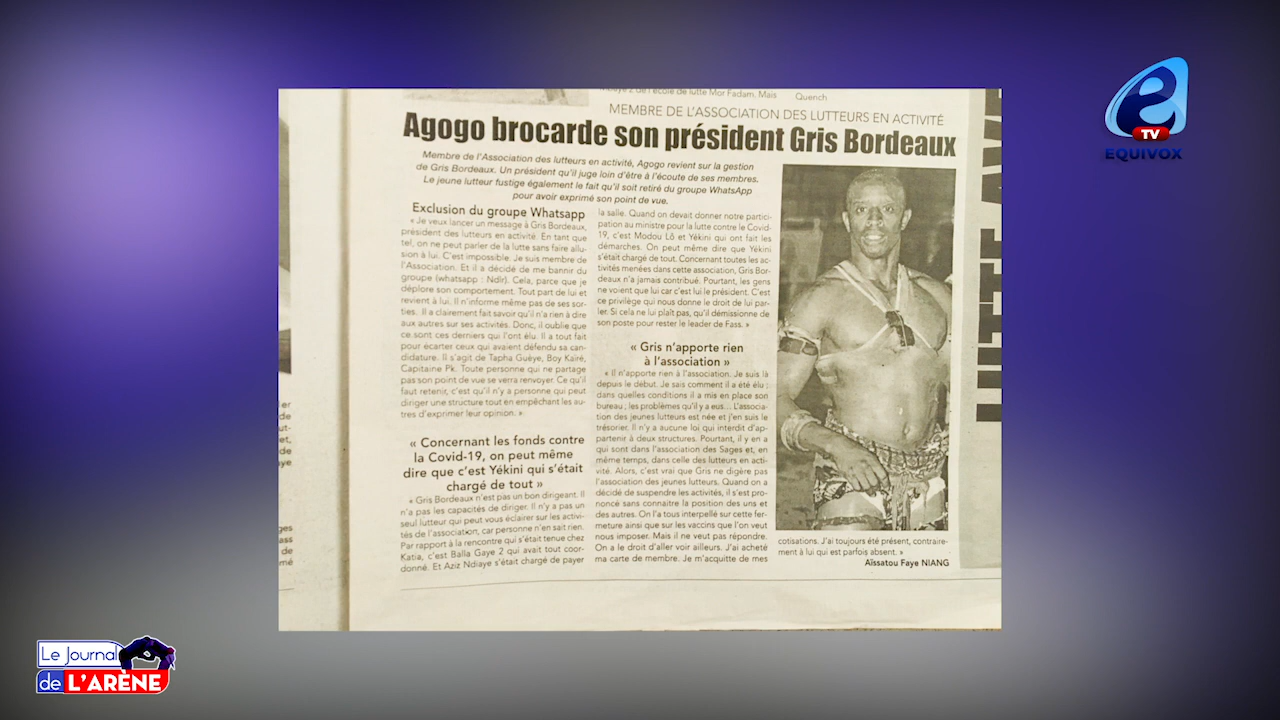 Quench
MEMBRE DE L'ASSOCIATION DES LUTTEURS EN ACTIVITÉ
Agogo brocarde son président Gris Bordeaux
Membre de l'Association des lutteurs en activité, Agogo revient sur la gestion
de Gris Bordeaux. Un président qu'il juge loin d'être à l'écoute de ses membres.
Le jeune lutteur fustige également le fait qu'il soit retiré du groupe WhatsApp
pour avoir exprimé son point de vue.
Exclusion du groupe Whatsapp
« Je veux lancer un message à Gris Bordeaux,
président des lutteurs en activité. En tant que
tel, on ne peut parler de la lutte sans faire allu-
sion à lui. C'est impossible. Je suis membre de
l'Association. Et il a décidé de me bannir du
groupe (whatsapp : Ndlr). Cela, parce que je
déplore son comportement. Tout part de lui et
revient à lui. Il n'informe même pas de ses sor-
ties. Il a clairement fait savoir qu'il n'a rien à dire
aux autres sur ses activités. Donc, il oublie que
ce sont ces derniers qui l'ont élu. Il a tout fait
pour écarter ceux qui avaient défendu sa can-
didature. Il s'agit de Tapha Guèye, Boy Kaïré,
Capitaine Pk. Toute personne qui ne partage
pas son point de vue se verra renvoyer. Ce qu'il
faut retenir, c'est qu'il n'y a personne qui peut
diriger une structure tout en empêchant les au-
tres d'exprimer leur opinion. »
« Concernant les fonds contre
la Covid-19, on peut même
dire que c'est Yékini qui s'était
chargé de tout »
« Gris Bordeaux n'est pas un bon dirigeant. Il
n'a pas les capacités de diriger. Il n'y a pas un
seul lutteur qui peut vous éclairer sur les activi-
tés de l'association, car personne n'en sait rien.
Par rapport à la rencontre qui s'était tenue chez
Katia, c'est Balla Gaye 2 qui avait tout coor-
donné. Et Aziz Ndiaye s'était chargé de payer
la salle. Quand on devait donner notre partici-
pation au ministre pour la lutte contre le Covid-
19, c'est Modou Lô et Yékini qui ont fait les
démarches. On peut même dire que Yékini
s'était chargé de tout. Concernant toutes les ac-
tivités menées dans cette association, Gris Bor-
deaux n'a jamais contribué. Pourtant, les gens
ne voient que lui car c'est lui le président. C'est
ce privilège qui nous donne le droit de lui par-
ler. Si cela ne lui plaît pas, qu'il démissionne de
son poste pour rester le leader de Fass. »
« Gris n'apporte rien
à l'association »
« Il n'apporte rien à l'association. Je suis là
depuis le début. Je sais comment il a été élu ;
dans quelles conditions il a mis en place son
bureau ; les problèmes qu'il y a eus... L'associa-
tion des jeunes lutteurs est née et j'en suis le
trésorier. Il n'y a aucune loi qui interdit d'ap-
partenir à deux structures. Pourtant, il y en a
qui sont dans l'association des Sages et, en
même temps, dans celle des lutteurs en acti-
vité. Alors, c'est vrai que Gris ne digère pas
l'association des jeunes lutteurs. Quand on a
décidé de suspendre les activités, il s'est pro-
noncé sans connaitre la position des uns et
des autres. On l'a tous interpellé sur cette fer-
meture ainsi que sur les vaccins que l'on veut
nous imposer. Mais il ne veut pas répondre.
On a le droit d'aller voir ailleurs. J'ai acheté
ma carte de membre. Je m'acquitte de mes
cotisations. J'ai toujours été présent, contraire-
ment à lui qui est parfois absent. »
Aïssatou Faye NIANG
e
TV
EQUIVOX
Le Journal
de L'ARÈNE